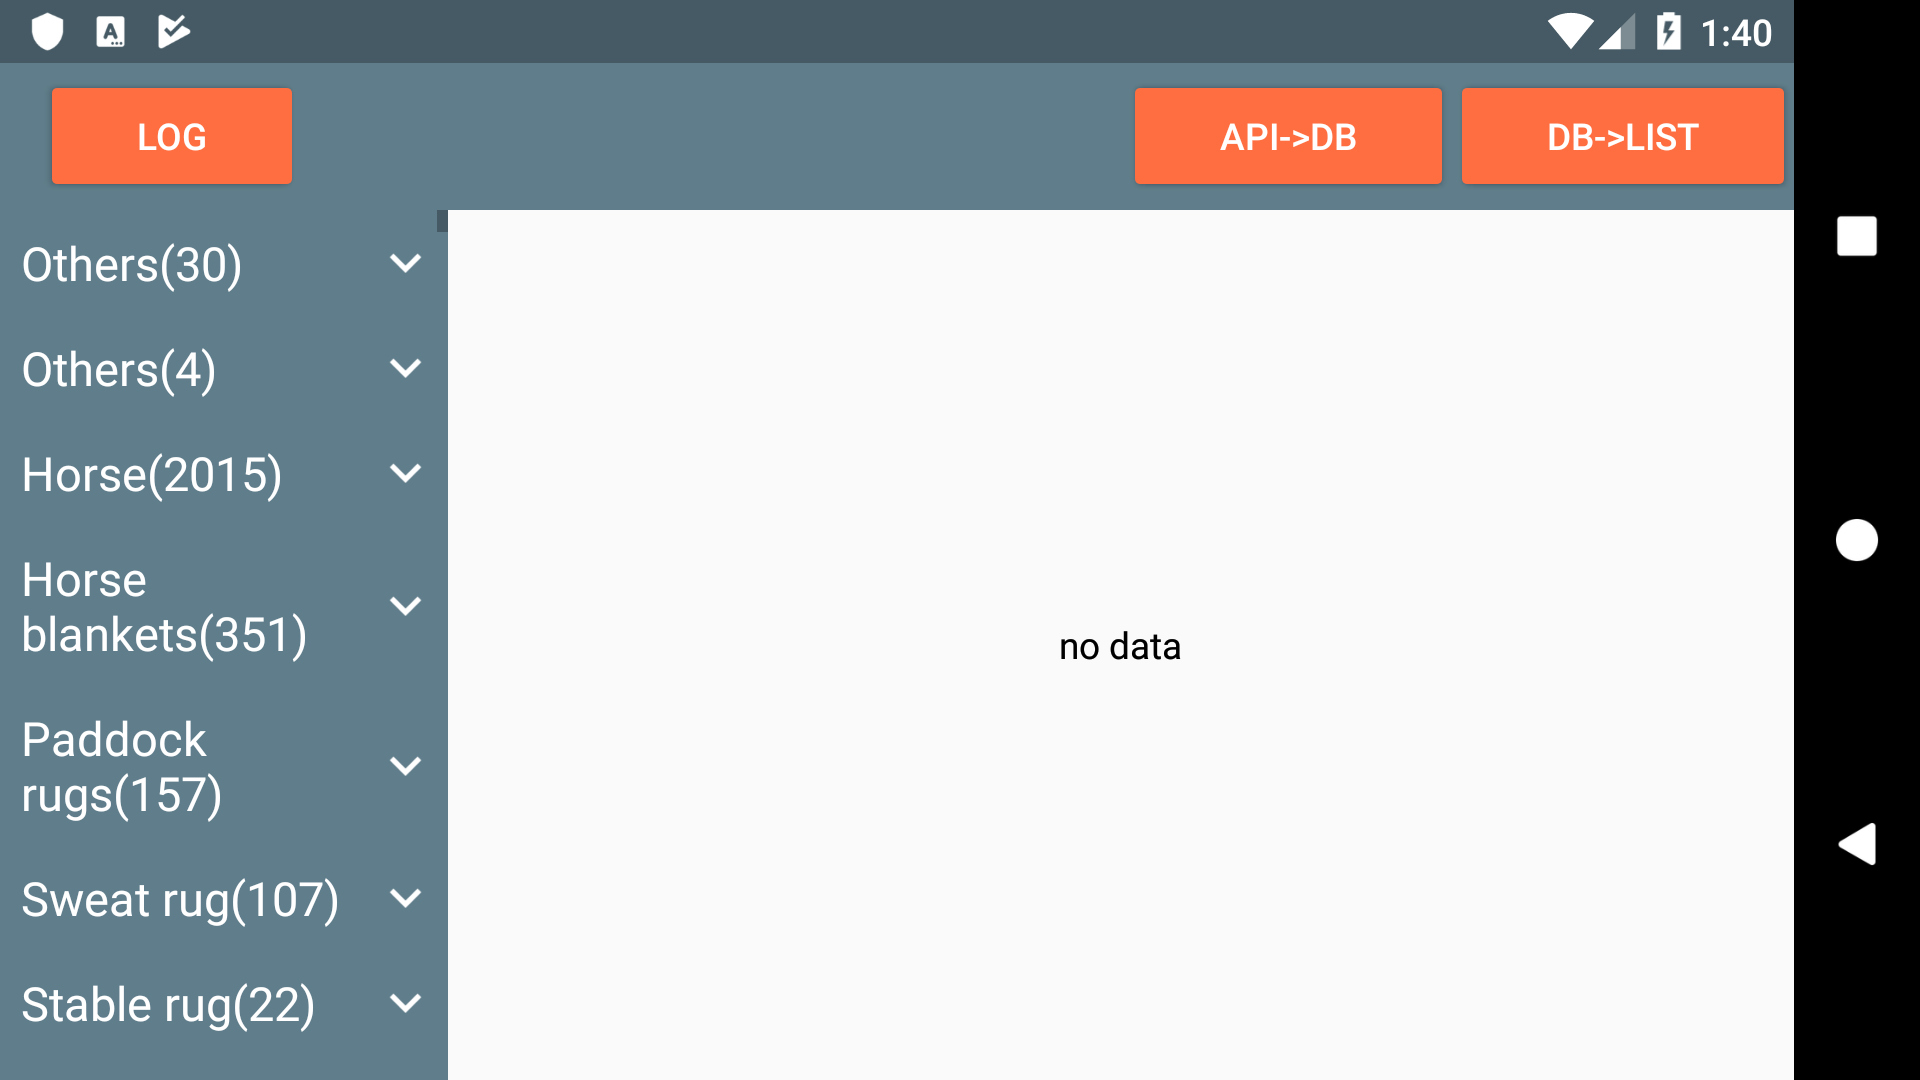 1:40
LOG
API->DB
DB->LIST
Others(30)
Others(4)
Horse(2015)
Horse
blankets(351)
Paddock
rugs(157)
Sweat rug(107)
Stable rug(22)
no data